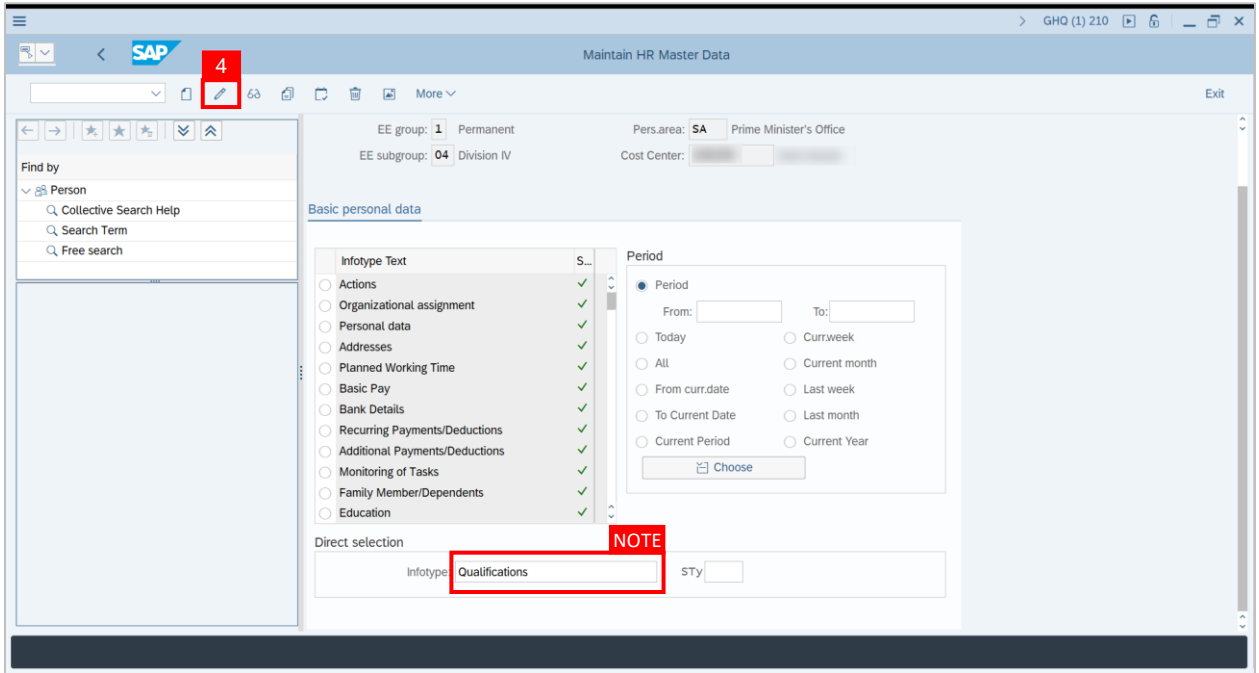 GHQ (1) 210
SAP
Maintain HR Master Data
4
More
Exit
EE group: 1 Permanent Pers.area: SA Prime Minister's Office
EE subgroup: 04 Division IV Cost Center:
Find by
Person
Collective Search Help
Search Term
Free search
Basic personal data
Infotype Text S...
Actions
Organizational assignment
Personal data
Addresses
Planned Working Time
Basic Pay
Bank Details
Recurring Payments/Deductions
Additional Payments/Deductions
Monitoring of Tasks
Family Member/Dependents
Education
Period
Period
From: To:
Today Curr.week
All Current month
From curr.date Last week
To Current Date Last month
Current Period Current Year
Choose
Direct selection
NOTE
Infotype: Qualifications STy